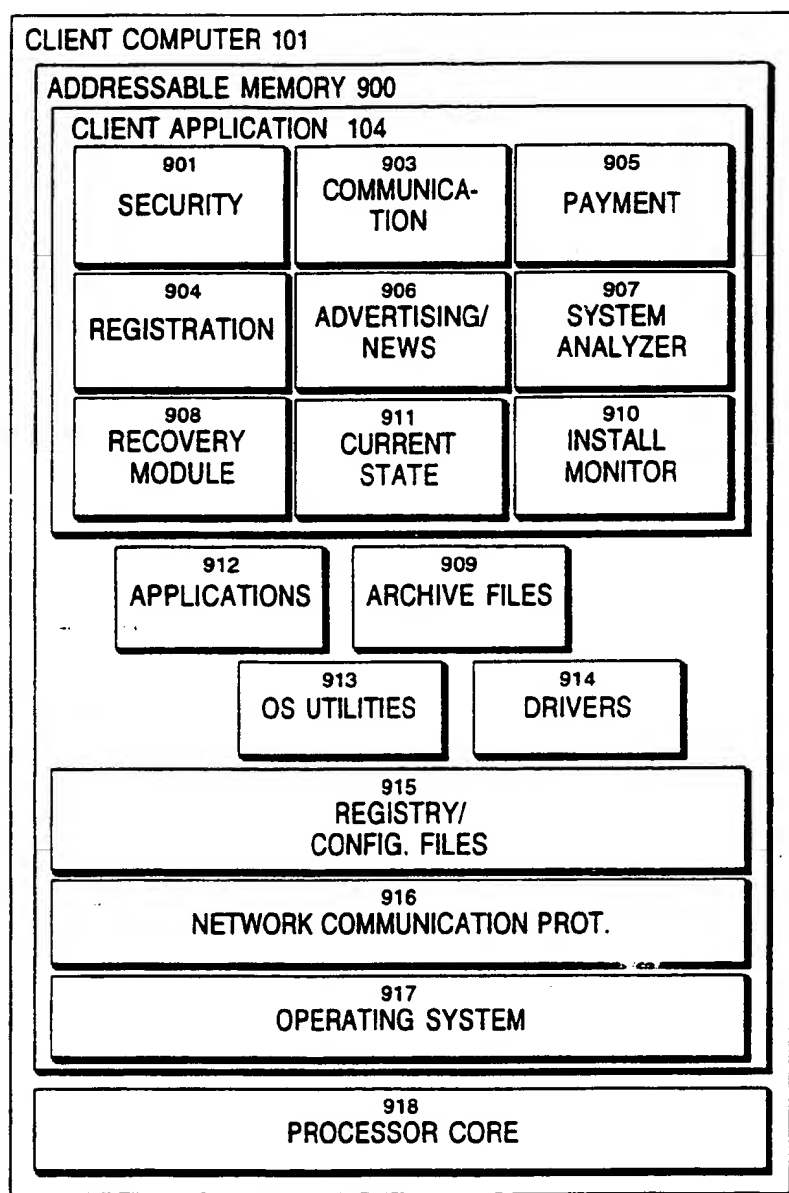 CLIENT COMPUTER 101
ADDRESSABLE MEMORY 900
CLIENT APPLICATION 104
901
SECURITY
903
COMMUNICA-
TION
905
PAYMENT
904
REGISTRATION
906
ADVERTISING/
NEWS
907
SYSTEM
ANALYZER
908
RECOVERY
MODULE
911
CURRENT
STATE
910
INSTALL
MONITOR
912
APPLICATIONS
909
ARCHIVE FILES
913
OS UTILITIES
914
DRIVERS
915
REGISTRY/
CONFIG. FILES
916
NETWORK COMMUNICATION PROT.
917
OPERATING SYSTEM
918
PROCESSOR CORE